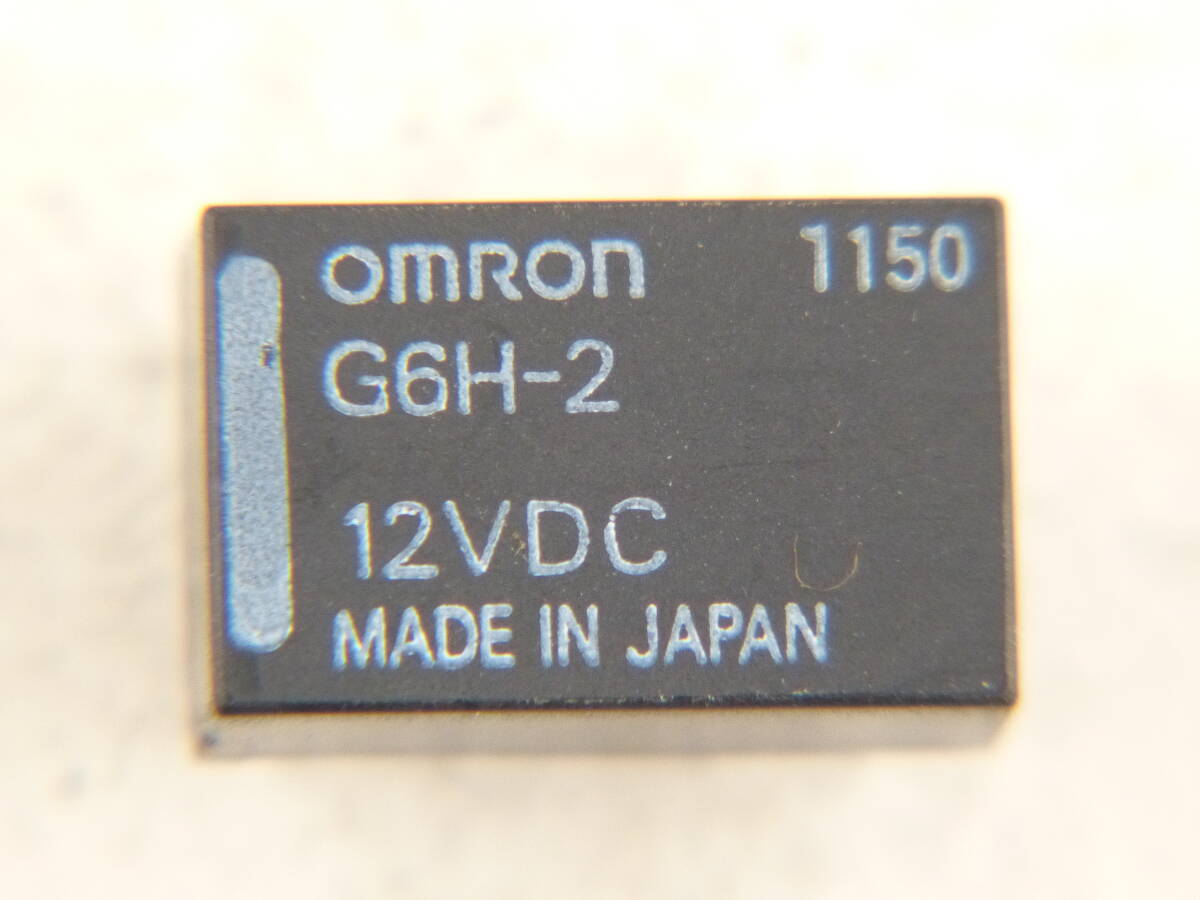 omron 1150
G6H-2
12VDC
MADE IN JAPAN